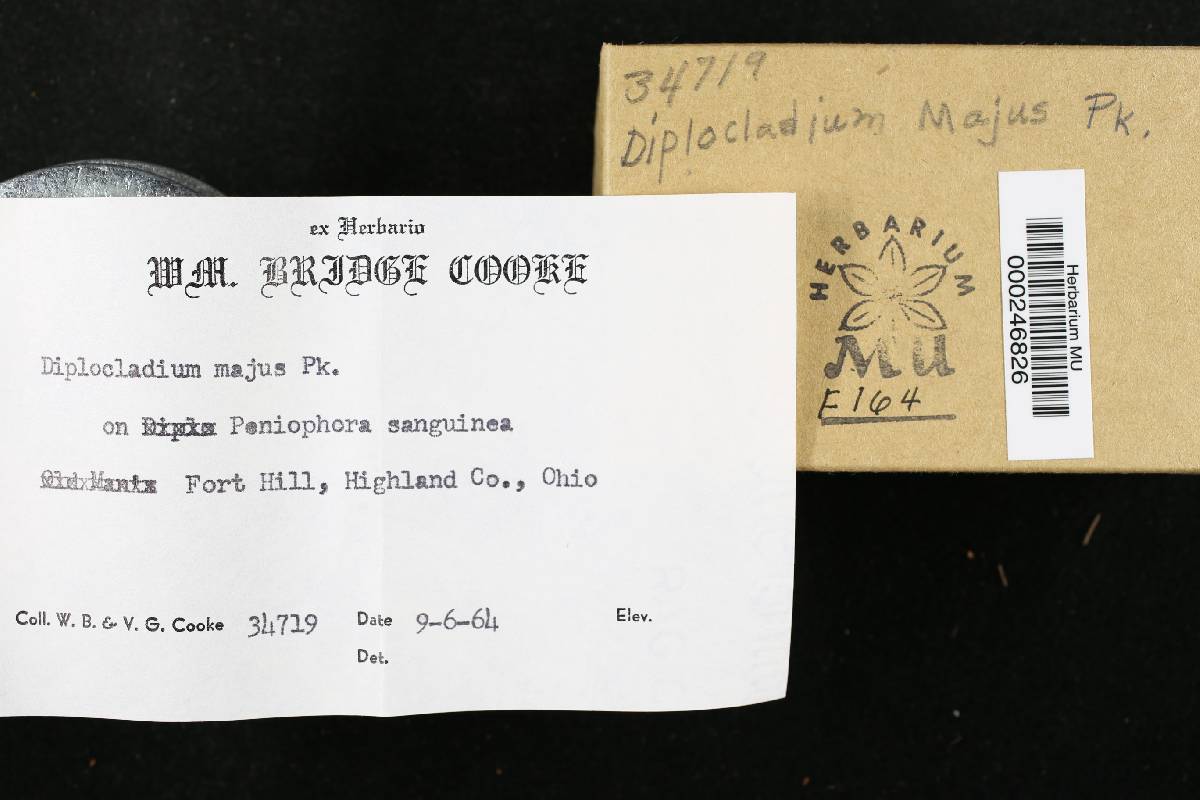 ex Herbario
WM. BRIDGE COOKE
Diplocladium majus Pk.
on Peniophora sanguinea
Fort Hill, Highland Co., Ohio
Coll. W. B. & V. G. Cooke 34719 Date 9-6-64 Elev.
Det.
34719
Diplocladium Majus Pk.
HERBARIUM
MU
F164
Herbarium MU
000246826